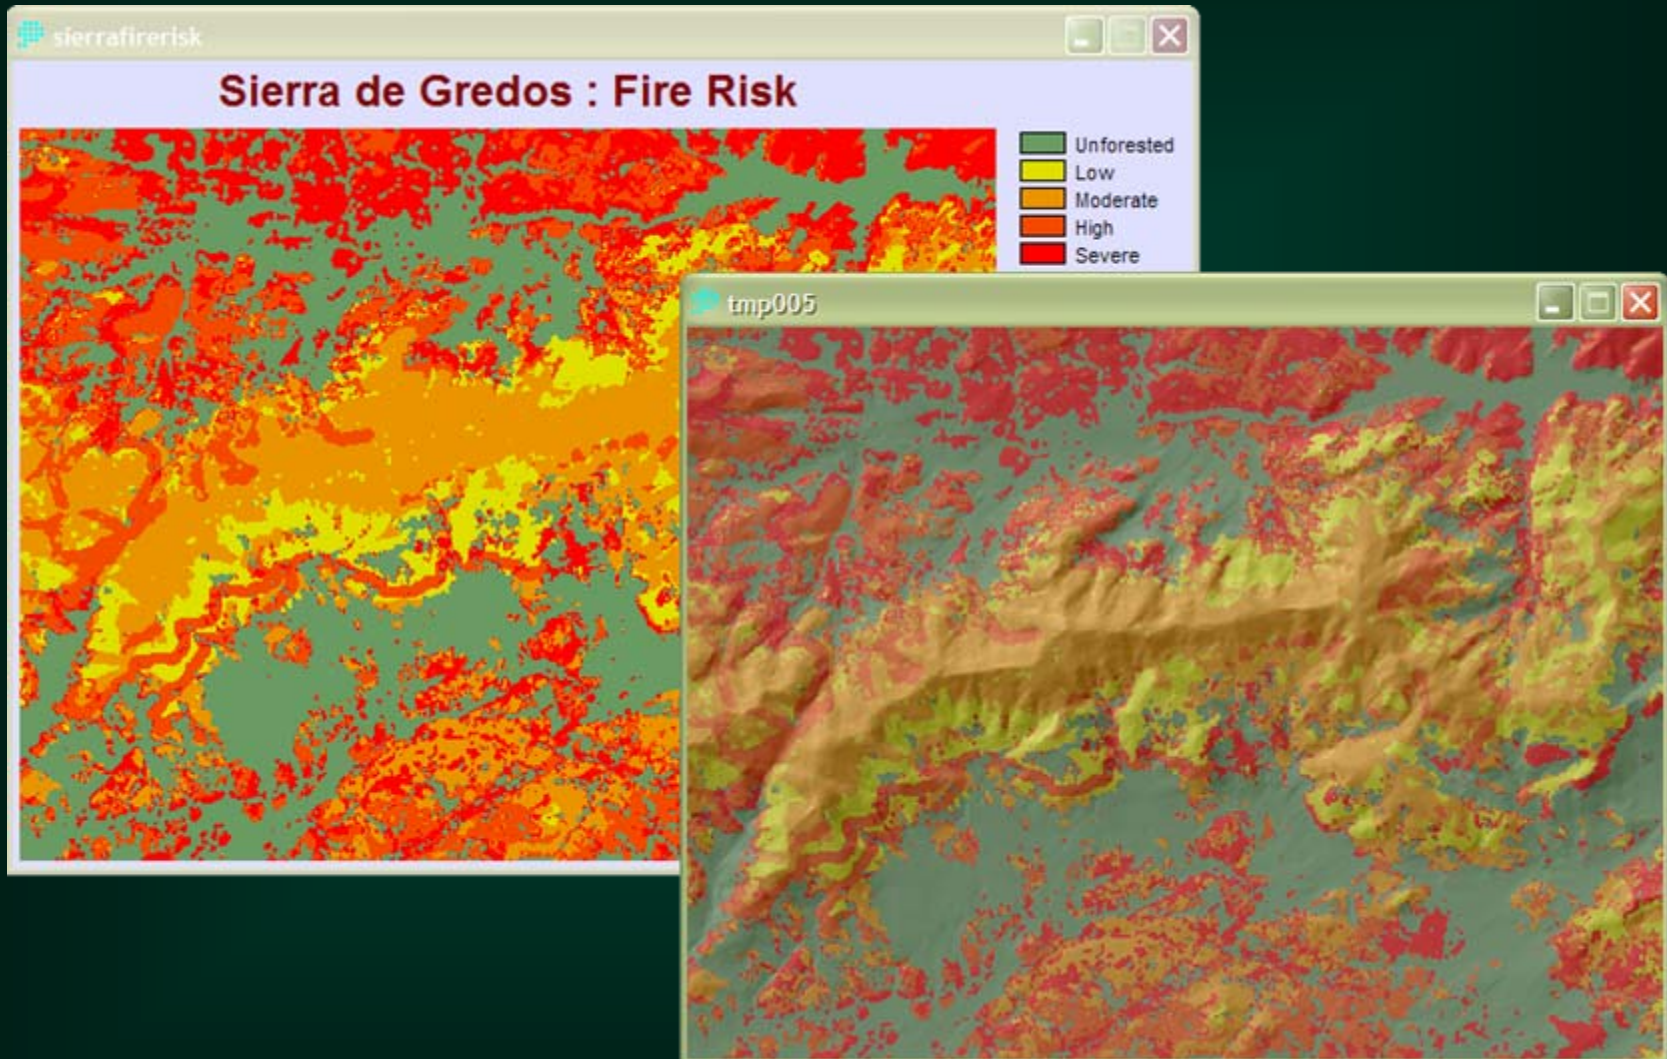 sierrafirerisk
Sierra de Gredos : Fire Risk
Unforested
Low
Moderate
High
Severe
tmp005